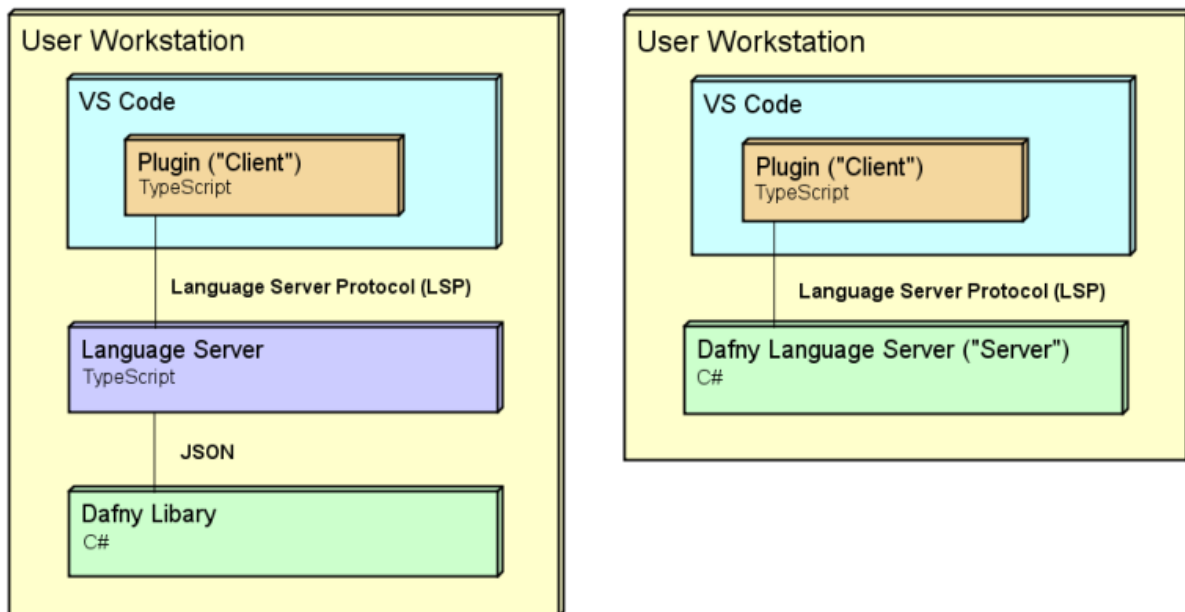 User Workstation
VS Code
Plugin ("Client")
TypeScript
Language Server Protocol (LSP)
Language Server
TypeScript
JSON
Dafny Libary
C#
User Workstation
VS Code
Plugin ("Client")
TypeScript
Language Server Protocol (LSP)
Dafny Language Server ("Server")
C#